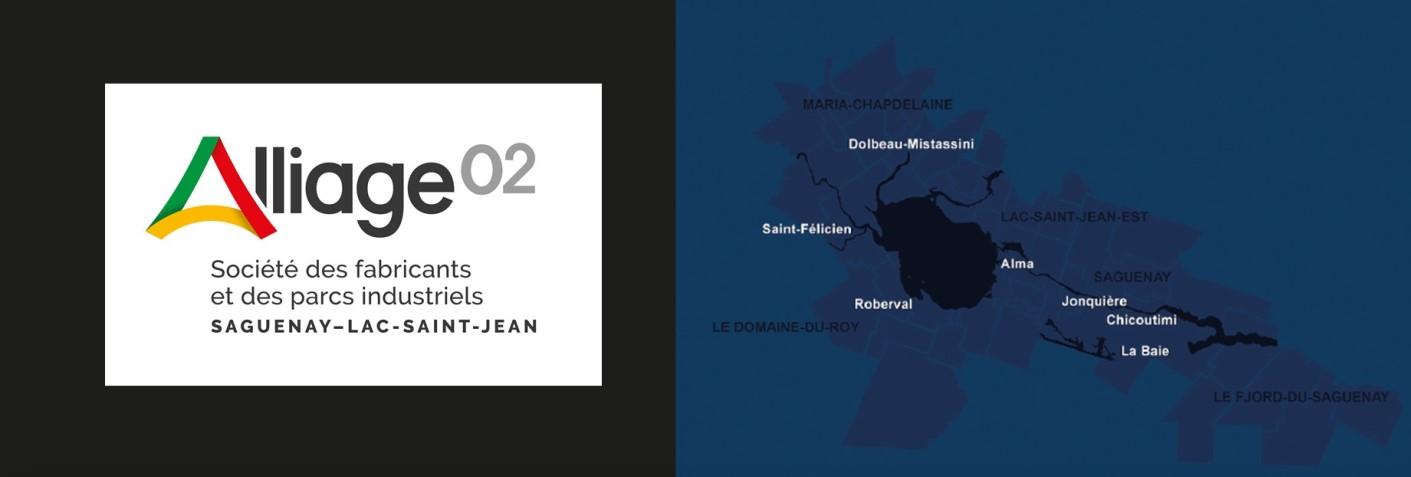 Alliage 02
Société des fabricants
et des parcs industriels
SAGUENAY–LAC-SAINT-JEAN
MARIA-CHAPDELAINE
Dolbeau-Mistassini
LAC-SAINT-JEAN-EST
Saint-Félicien
Alma
SAGUENAY
Jonquière
Roberval
Chicoutimi
LE DOMAINE-DU-ROY
La Baie
LE FJORD-DU-SAGUENAY